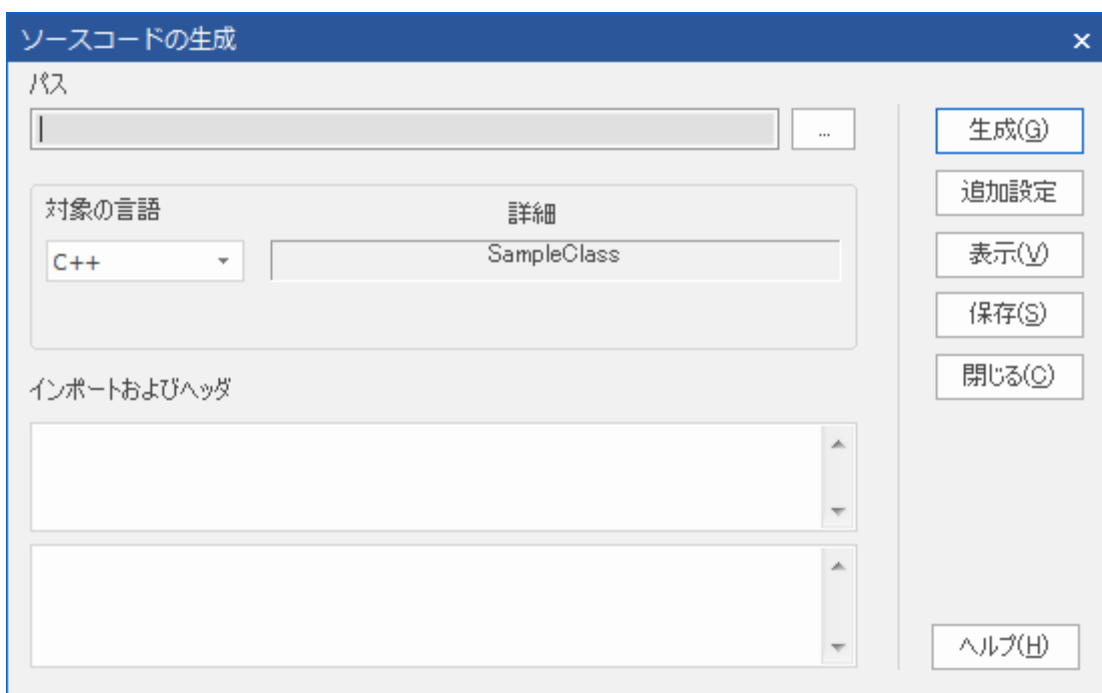 ソースコードの生成
パス
...
生成(G)
追加設定
対象の言語
詳細
C++
SampleClass
表示(V)
保存(S)
閉じる(C)
インポートおよびヘッダ
ヘルプ(H)